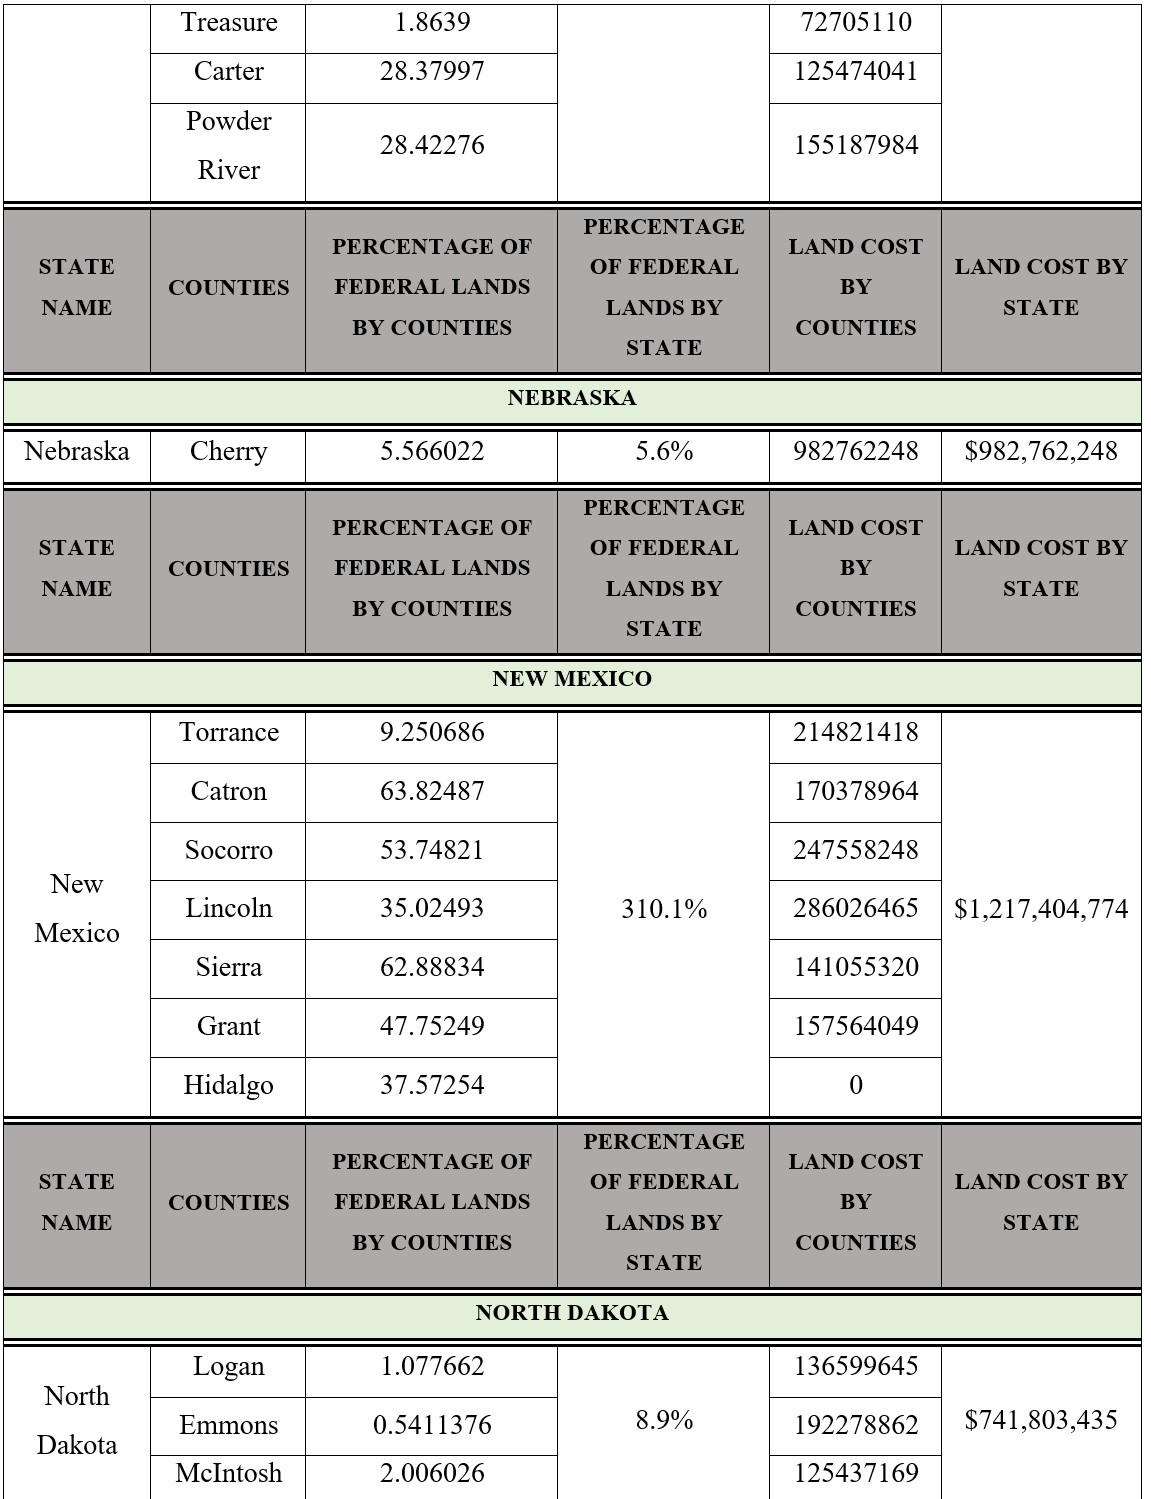 Treasure 1.8639 72705110
Carter 28.37997 125474041
Powder
River 28.42276 155187984
STATE
NAME
COUNTIES
PERCENTAGE OF
FEDERAL LANDS
BY COUNTIES
PERCENTAGE
OF FEDERAL
LANDS BY
STATE
LAND COST
BY
COUNTIES
LAND COST BY
STATE
NEBRASKA
Nebraska Cherry 5.566022 5.6% 982762248 $982,762,248
STATE
NAME
COUNTIES
PERCENTAGE OF
FEDERAL LANDS
BY COUNTIES
PERCENTAGE
OF FEDERAL
LANDS BY
STATE
LAND COST
BY
COUNTIES
LAND COST BY
STATE
NEW MEXICO
New
Mexico
Torrance 9.250686 214821418
Catron 63.82487 170378964
Socorro 53.74821 247558248
Lincoln 35.02493 310.1% 286026465 $1,217,404,774
Sierra 62.88834 141055320
Grant 47.75249 157564049
Hidalgo 37.57254 0
STATE
NAME
COUNTIES
PERCENTAGE OF
FEDERAL LANDS
BY COUNTIES
PERCENTAGE
OF FEDERAL
LANDS BY
STATE
LAND COST
BY
COUNTIES
LAND COST BY
STATE
NORTH DAKOTA
North
Dakota
Logan 1.077662 136599645
Emmons 0.5411376 8.9% 192278862 $741,803,435
McIntosh 2.006026 125437169